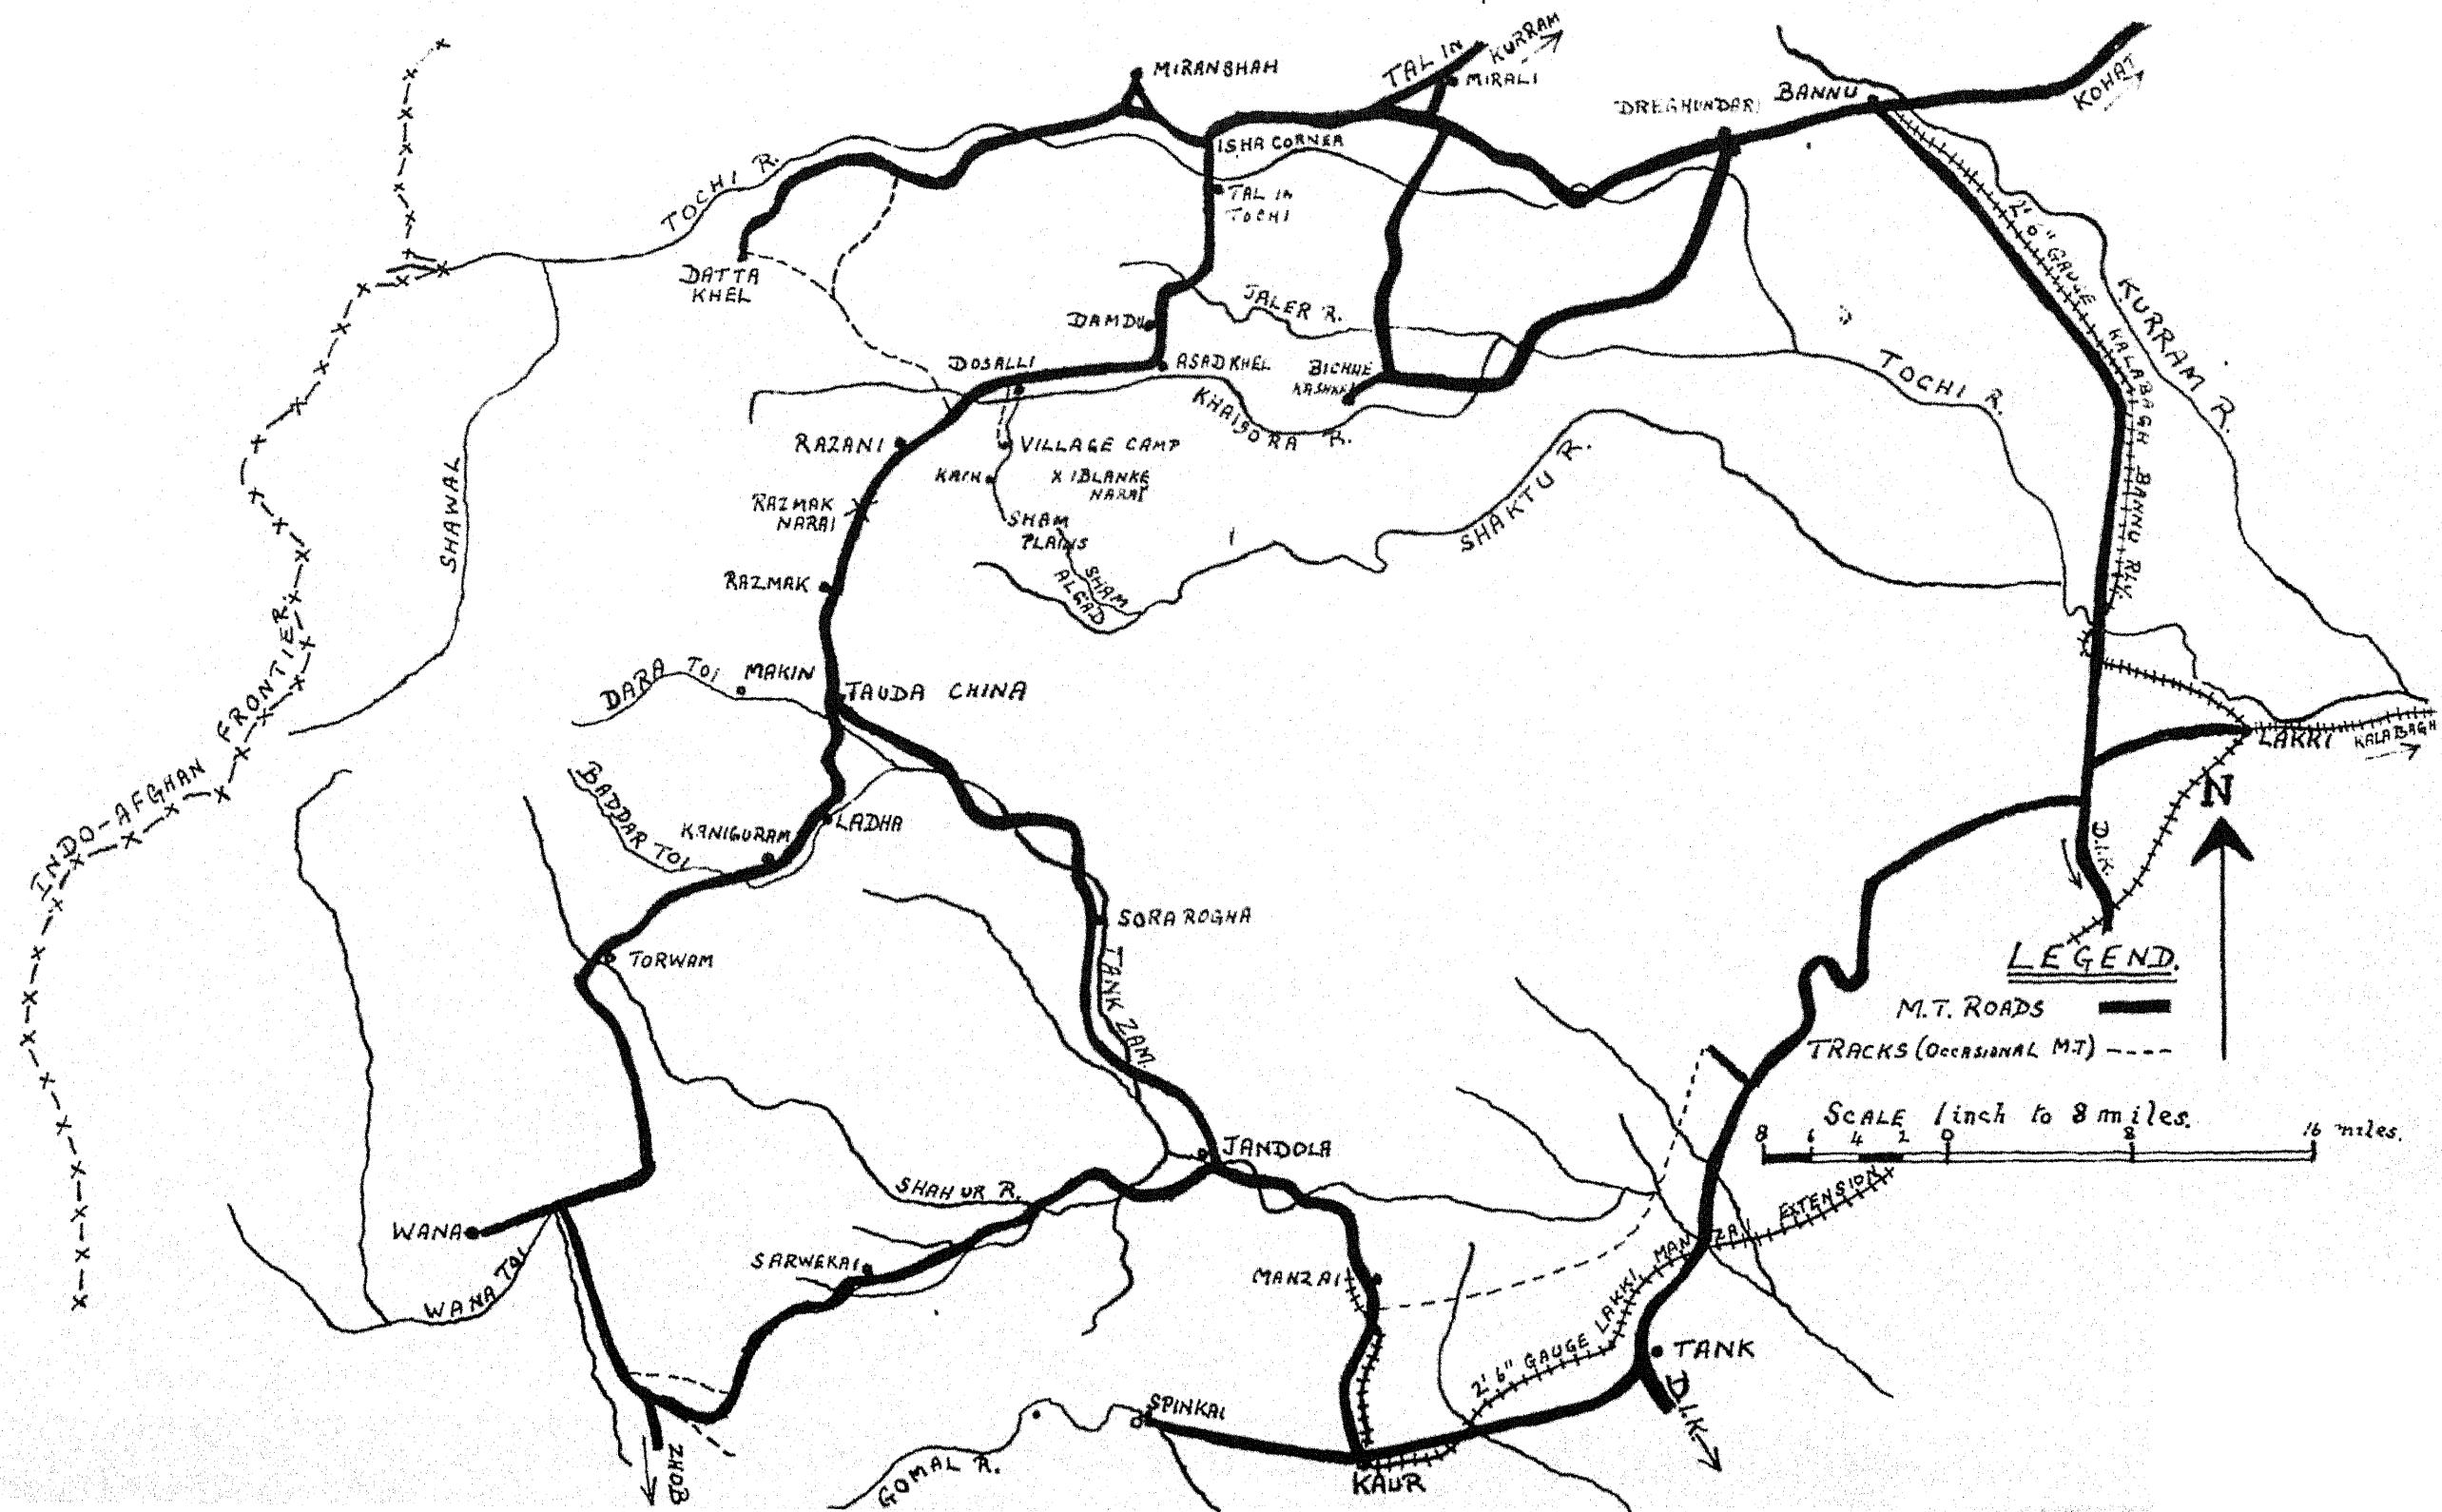 MIRANSHAH
TAL IN
KURRAM
MIRALI
DREGHUNDARI
BANNU
KOHAT
ISHA CORNER
TOCHI R.
TAL IN
TOCHI
DATTA
KHEL
2' 6" GAUGE KALABAGH BANNU RLY.
KURRAM R.
JALER R.
DAMDIL
DOSALLI
ASADKHEL
BICHHE
KASHKAI
TOCHI R.
KHAISORA R.
RAZANI
VILLAGE CAMP
KACH
X IBLANKE
NARAI
RAZMAK
NARAI
SHAM
PLAINS
SHAKTU R.
SHAWAL
RAZMAK
SHAM
ALGAD
INDO-AFGHAN FRONTIER.
DARA TOI
MAKIN
TAUDA CHINA
LAKKI
KALABAGH
BADDAR TOI
KANIGURAM
LADHA
N
D.I.K.
SORAROGHA
TORWAM
TANK ZAM.
LEGEND.
M.T. ROADS
TRACKS (OCCASIONAL M.T)
SCALE 1 inch to 8 miles.
8 6 4 2 0 8 16 miles.
JANDOLA
SHAHUR R.
WANA
WANA TOI
SARWEKAI
MANZAI
2' 6" GAUGE LAKKI, MANZAI EXTENSION
TANK
D.I.K.
SPINKAI
GOMAL R.
KAUR
ZHOB